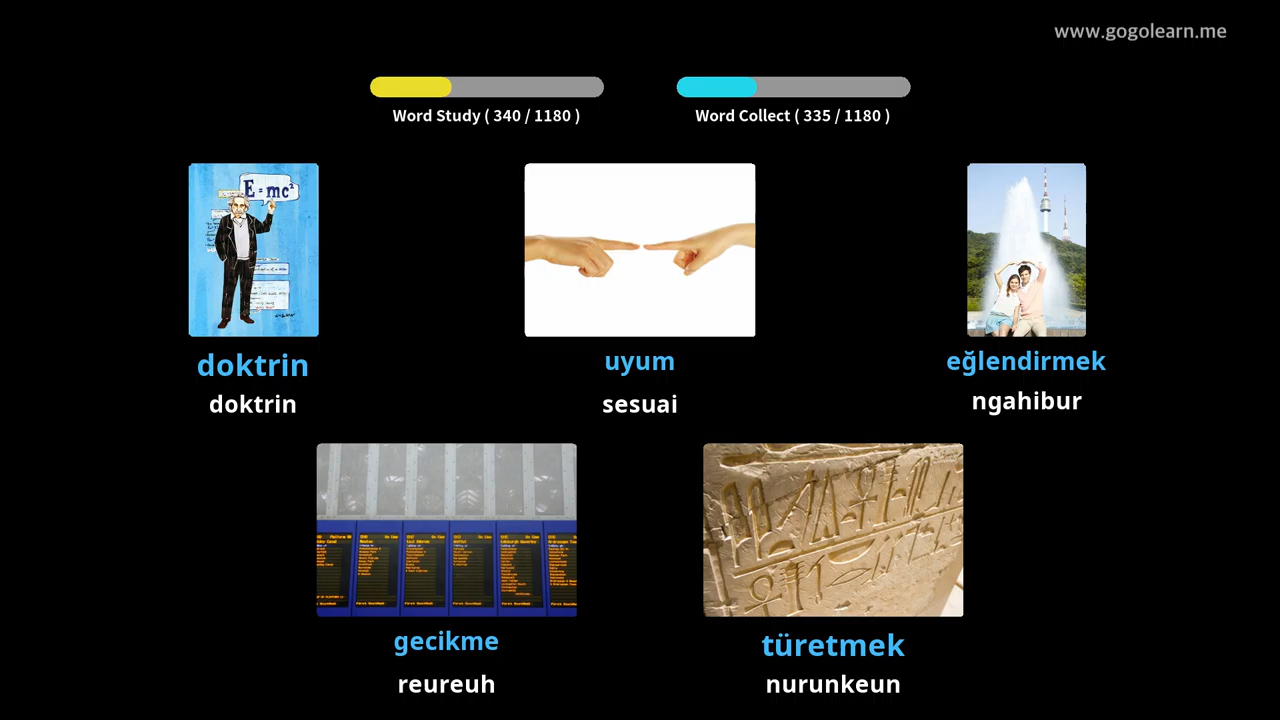 www.gogolearn.me
Word Study ( 340 / 1180 )
Word Collect ( 335 / 1180 )
E=mc²
doktrin
doktrin
uyum
sesuai
eğlendirmek
ngahibur
gecikme
reureuh
türetmek
nurunkeun